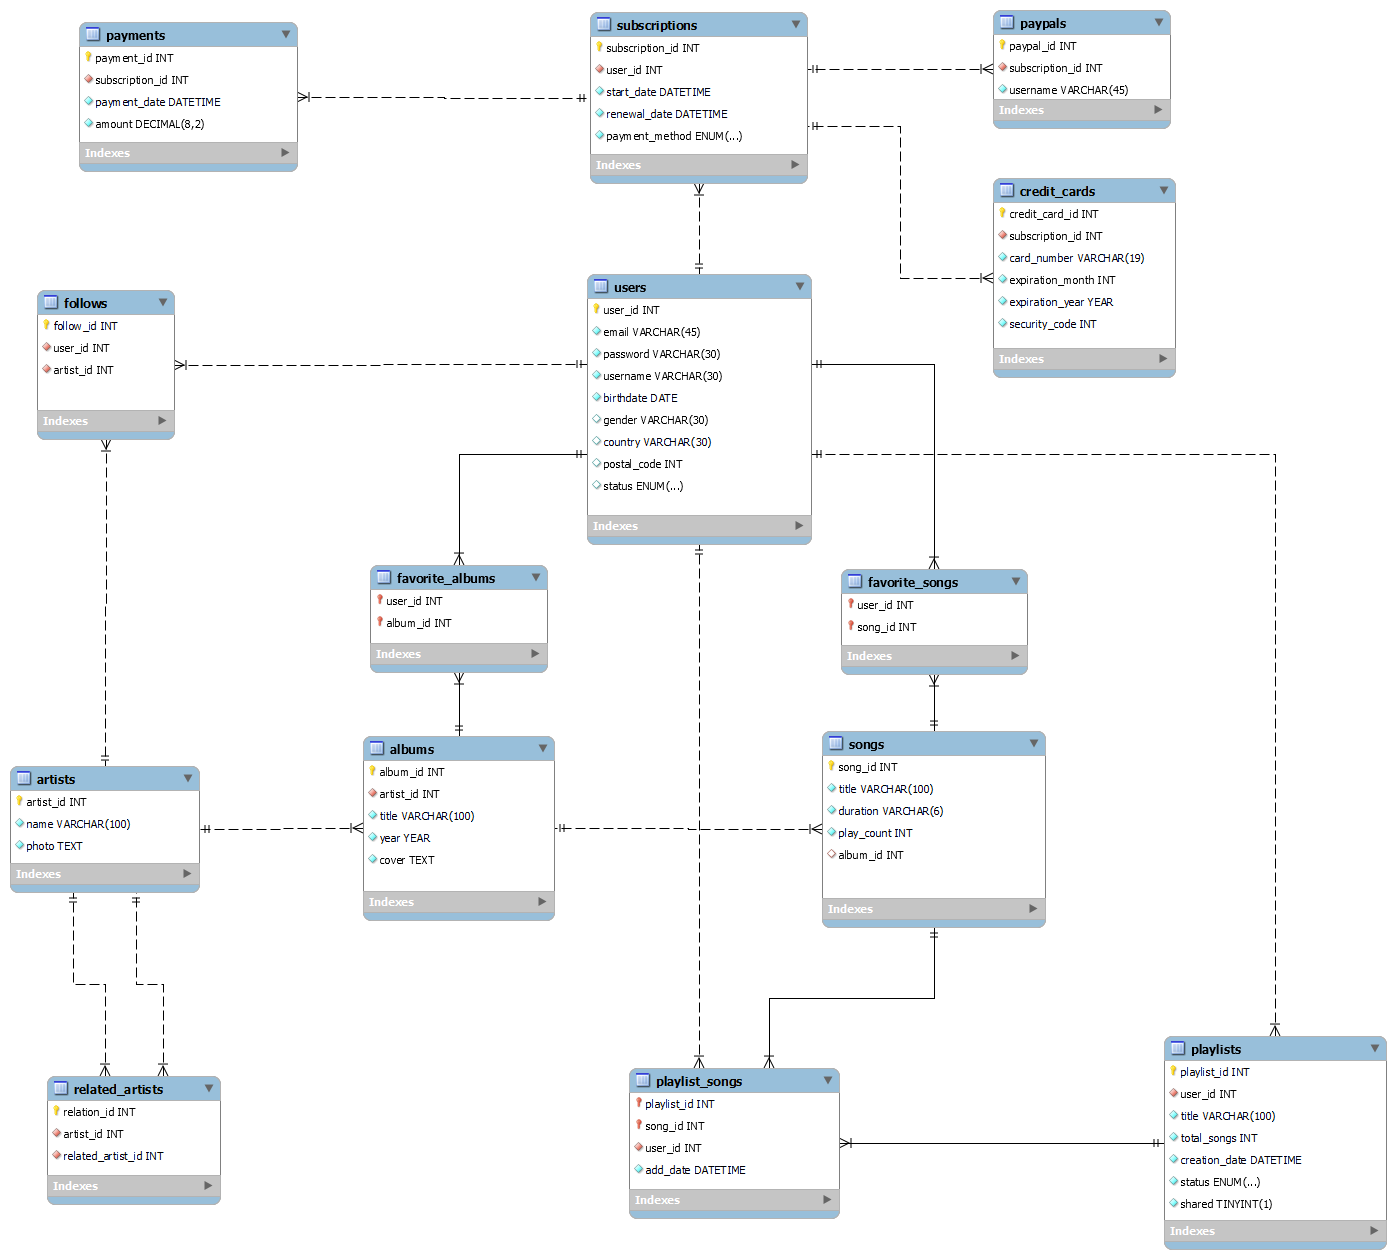 payments
payment_id INT
subscription_id INT
payment_date DATETIME
amount DECIMAL(8,2)
Indexes
subscriptions
subscription_id INT
user_id INT
start_date DATETIME
renewal_date DATETIME
payment_method ENUM(...)
Indexes
paypals
paypal_id INT
subscription_id INT
username VARCHAR(45)
Indexes
credit_cards
credit_card_id INT
subscription_id INT
card_number VARCHAR(19)
expiration_month INT
expiration_year YEAR
security_code INT
Indexes
follows
follow_id INT
user_id INT
artist_id INT
Indexes
users
user_id INT
email VARCHAR(45)
password VARCHAR(30)
username VARCHAR(30)
birthdate DATE
gender VARCHAR(30)
country VARCHAR(30)
postal_code INT
status ENUM(...)
Indexes
favorite_albums
user_id INT
album_id INT
Indexes
favorite_songs
user_id INT
song_id INT
Indexes
artists
artist_id INT
name VARCHAR(100)
photo TEXT
Indexes
albums
album_id INT
artist_id INT
title VARCHAR(100)
year YEAR
cover TEXT
Indexes
songs
song_id INT
title VARCHAR(100)
duration VARCHAR(6)
play_count INT
album_id INT
Indexes
related_artists
relation_id INT
artist_id INT
related_artist_id INT
Indexes
playlist_songs
playlist_id INT
song_id INT
user_id INT
add_date DATETIME
Indexes
playlists
playlist_id INT
user_id INT
title VARCHAR(100)
total_songs INT
creation_date DATETIME
status ENUM(...)
shared TINYINT(1)
Indexes